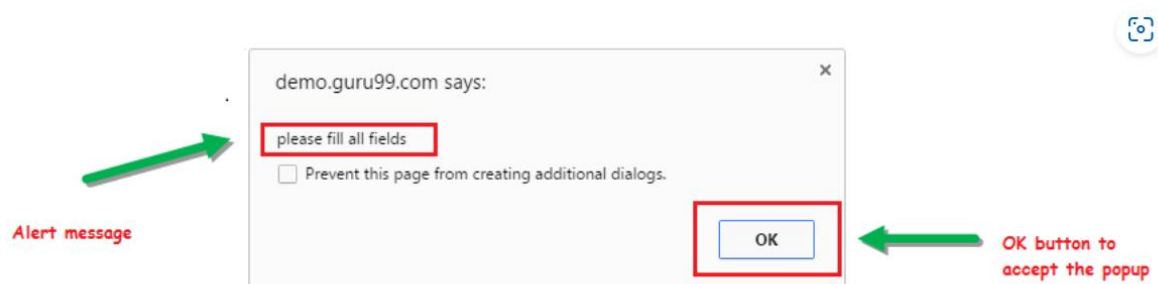 demo.guru99.com says:
please fill all fields
Prevent this page from creating additional dialogs.
Alert message
OK
OK button to
accept the popup